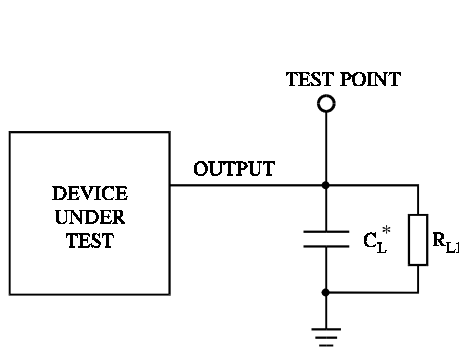 TEST POINT
OUTPUT
DEVICE
UNDER
TEST
CL*
RL1